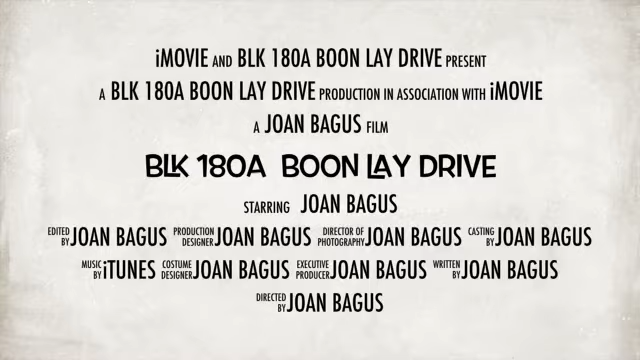 iMOVIE AND BLK 180A BOON LAY DRIVE PRESENT
A BLK 180A BOON LAY DRIVE PRODUCTION IN ASSOCIATION WITH iMOVIE
A JOAN BAGUS FILM
BLK 180A BOON LAY DRIVE
STARRING JOAN BAGUS
EDITED BY JOAN BAGUS PRODUCTION DESIGNER JOAN BAGUS DIRECTOR OF PHOTOGRAPHY JOAN BAGUS CASTING BY JOAN BAGUS
MUSIC BY iTUNES COSTUME DESIGNER JOAN BAGUS EXECUTIVE PRODUCER JOAN BAGUS WRITTEN BY JOAN BAGUS
DIRECTED BY JOAN BAGUS